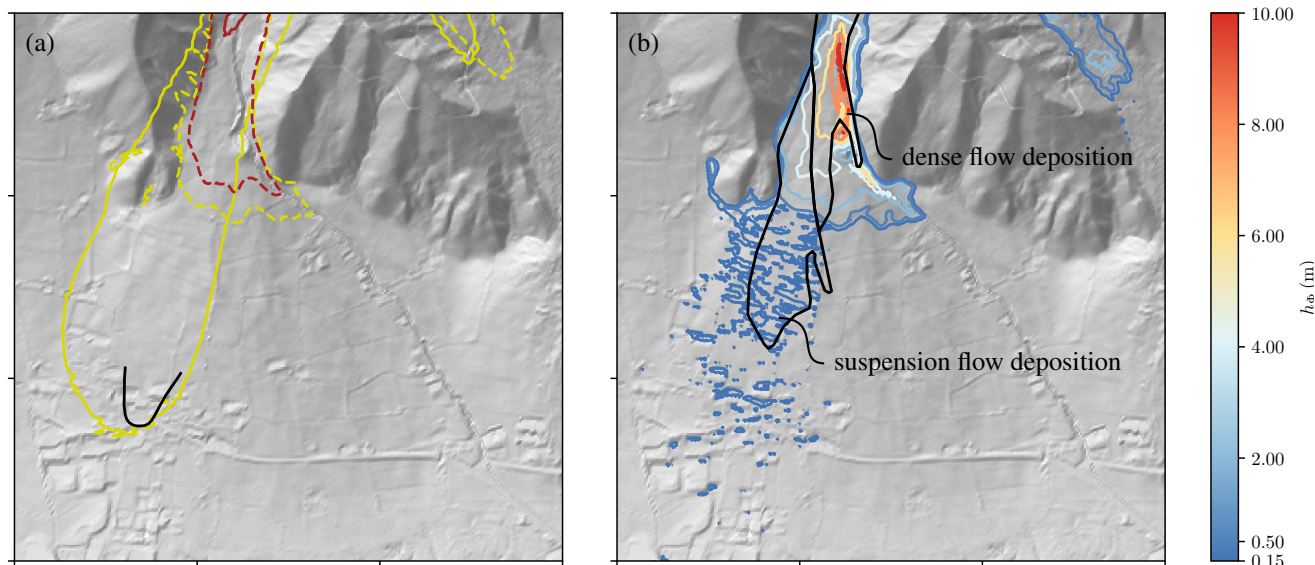 (a)
(b)
dense flow deposition
suspension flow deposition
10.00
8.00
6.00
4.00
2.00
0.50
0.15
h_Φ (m)